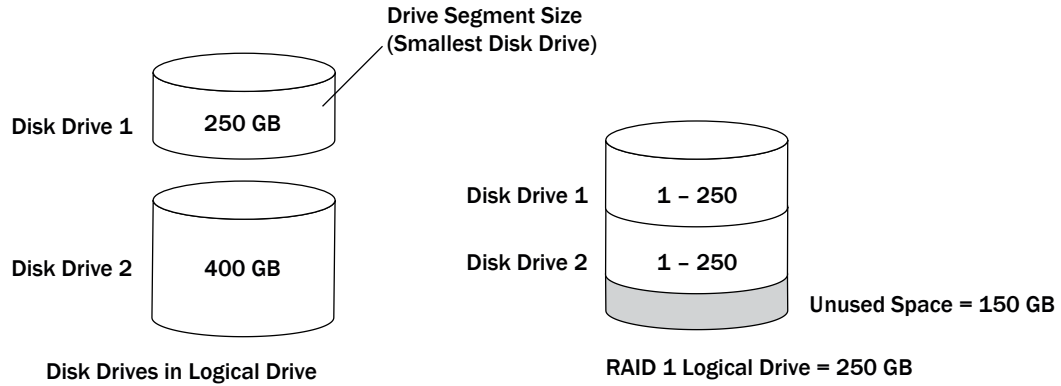 Drive Segment Size
(Smallest Disk Drive)
Disk Drive 1
250 GB
Disk Drive 2
400 GB
Disk Drives in Logical Drive
Disk Drive 1
1 – 250
Disk Drive 2
1 – 250
Unused Space = 150 GB
RAID 1 Logical Drive = 250 GB